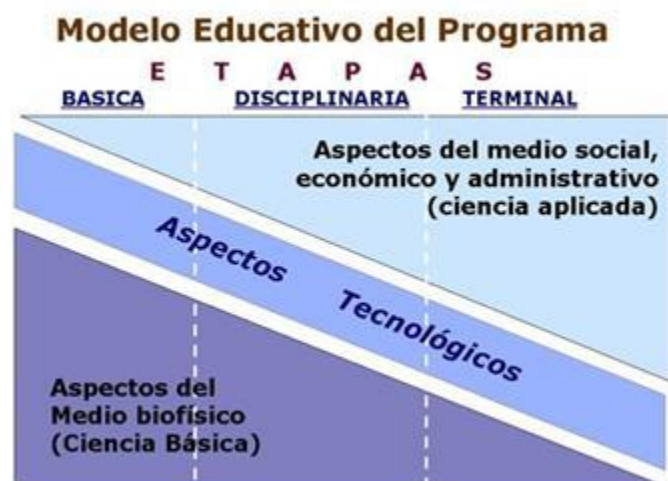 Modelo Educativo del Programa
E T A P A S
BASICA DISCIPLINARIA TERMINAL
Aspectos del medio social,
económico y administrativo
(ciencia aplicada)
Aspectos Tecnológicos
Aspectos del
Medio biofísico
(Ciencia Básica)